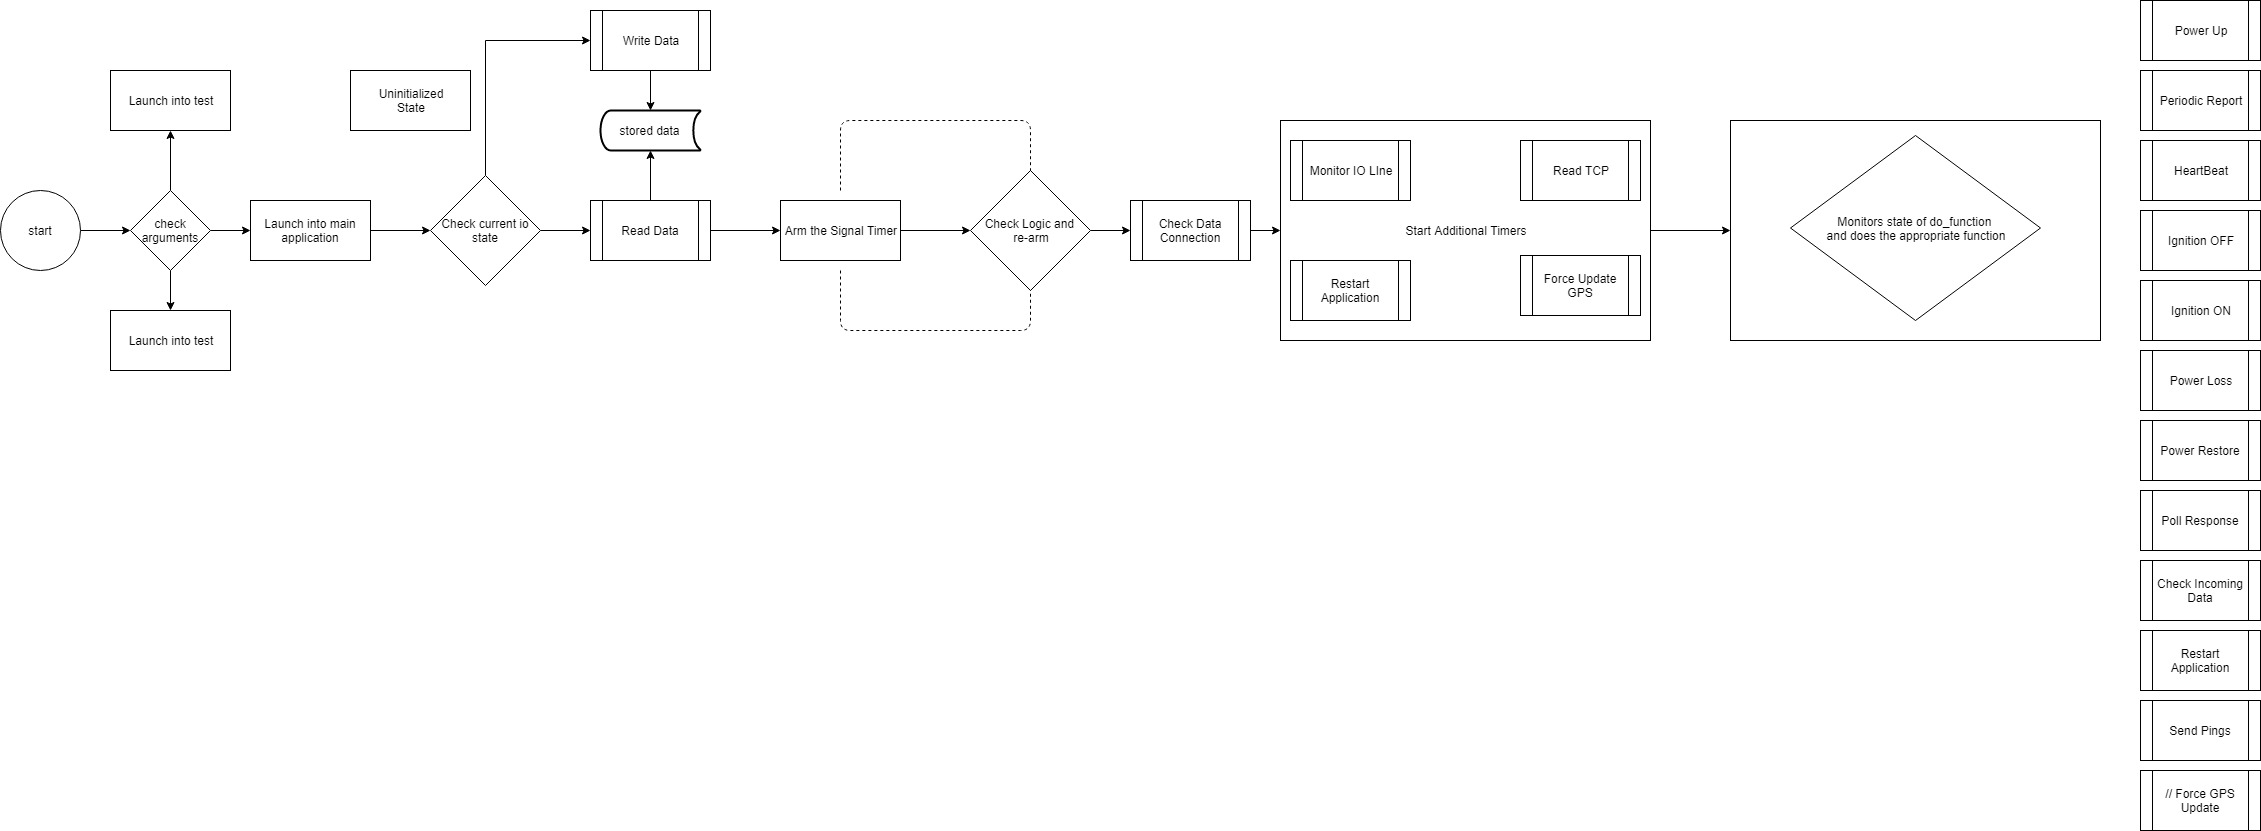 start
Launch into test
check
arguments
Launch into test
Launch into main
application
Uninitialized
State
Check current io
state
Write Data
stored data
Read Data
Arm the Signal Timer
Check Logic and
re-arm
Check Data
Connection
Monitor IO LIne
Read TCP
Start Additional Timers
Restart
Application
Force Update
GPS
Monitors state of do_function
and does the appropriate function
Power Up
Periodic Report
HeartBeat
Ignition OFF
Ignition ON
Power Loss
Power Restore
Poll Response
Check Incoming
Data
Restart
Application
Send Pings
// Force GPS
Update